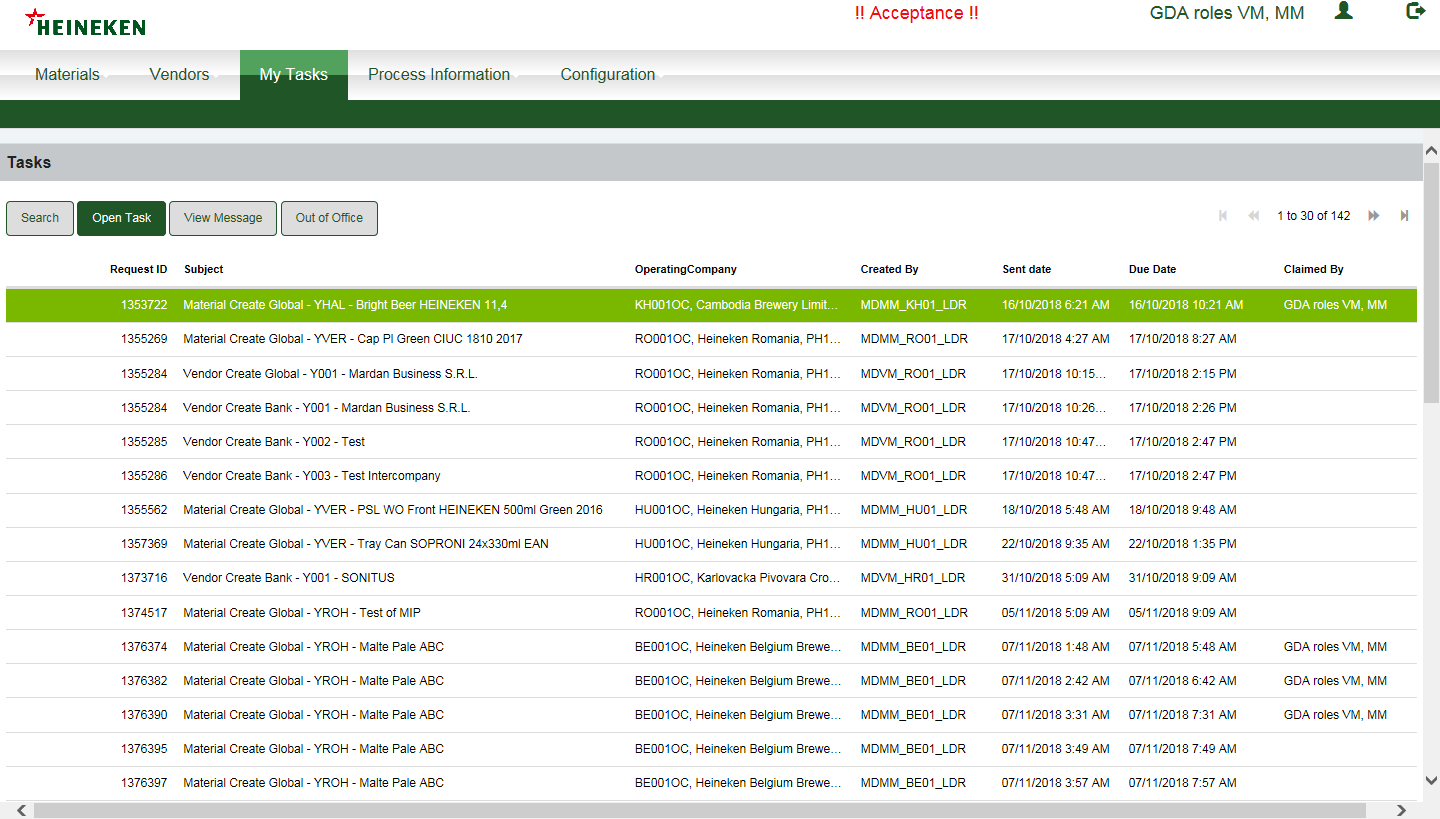 HEINEKEN
!! Acceptance !!
GDA roles VM, MM
Materials Vendors My Tasks Process Information Configuration
Tasks
Search Open Task View Message Out of Office 1 to 30 of 142
Request ID Subject OperatingCompany Created By Sent date Due Date Claimed By
1353722 Material Create Global - YHAL - Bright Beer HEINEKEN 11,4 KH001OC, Cambodia Brewery Limit... MDMM_KH01_LDR 16/10/2018 6:21 AM 16/10/2018 10:21 AM GDA roles VM, MM
1355269 Material Create Global - YVER - Cap Pl Green CIUC 1810 2017 RO001OC, Heineken Romania, PH1... MDMM_RO01_LDR 17/10/2018 4:27 AM 17/10/2018 8:27 AM
1355284 Vendor Create Global - Y001 - Mardan Business S.R.L. RO001OC, Heineken Romania, PH1... MDVM_RO01_LDR 17/10/2018 10:15... 17/10/2018 2:15 PM
1355284 Vendor Create Bank - Y001 - Mardan Business S.R.L. RO001OC, Heineken Romania, PH1... MDVM_RO01_LDR 17/10/2018 10:26... 17/10/2018 2:26 PM
1355285 Vendor Create Bank - Y002 - Test RO001OC, Heineken Romania, PH1... MDVM_RO01_LDR 17/10/2018 10:47... 17/10/2018 2:47 PM
1355286 Vendor Create Bank - Y003 - Test Intercompany RO001OC, Heineken Romania, PH1... MDVM_RO01_LDR 17/10/2018 10:47... 17/10/2018 2:47 PM
1355562 Material Create Global - YVER - PSL WO Front HEINEKEN 500ml Green 2016 HU001OC, Heineken Hungaria, PH1... MDMM_HU01_LDR 18/10/2018 5:48 AM 18/10/2018 9:48 AM
1357369 Material Create Global - YVER - Tray Can SOPRONI 24x330ml EAN HU001OC, Heineken Hungaria, PH1... MDMM_HU01_LDR 22/10/2018 9:35 AM 22/10/2018 1:35 PM
1373716 Vendor Create Bank - Y001 - SONITUS HR001OC, Karlovacka Pivovara Cro... MDVM_HR01_LDR 31/10/2018 5:09 AM 31/10/2018 9:09 AM
1374517 Material Create Global - YROH - Test of MIP RO001OC, Heineken Romania, PH1... MDMM_RO01_LDR 05/11/2018 5:09 AM 05/11/2018 9:09 AM
1376374 Material Create Global - YROH - Malte Pale ABC BE001OC, Heineken Belgium Brewe... MDMM_BE01_LDR 07/11/2018 1:48 AM 07/11/2018 5:48 AM GDA roles VM, MM
1376382 Material Create Global - YROH - Malte Pale ABC BE001OC, Heineken Belgium Brewe... MDMM_BE01_LDR 07/11/2018 2:42 AM 07/11/2018 6:42 AM GDA roles VM, MM
1376390 Material Create Global - YROH - Malte Pale ABC BE001OC, Heineken Belgium Brewe... MDMM_BE01_LDR 07/11/2018 3:31 AM 07/11/2018 7:31 AM GDA roles VM, MM
1376395 Material Create Global - YROH - Malte Pale ABC BE001OC, Heineken Belgium Brewe... MDMM_BE01_LDR 07/11/2018 3:49 AM 07/11/2018 7:49 AM
1376397 Material Create Global - YROH - Malte Pale ABC BE001OC, Heineken Belgium Brewe... MDMM_BE01_LDR 07/11/2018 3:57 AM 07/11/2018 7:57 AM